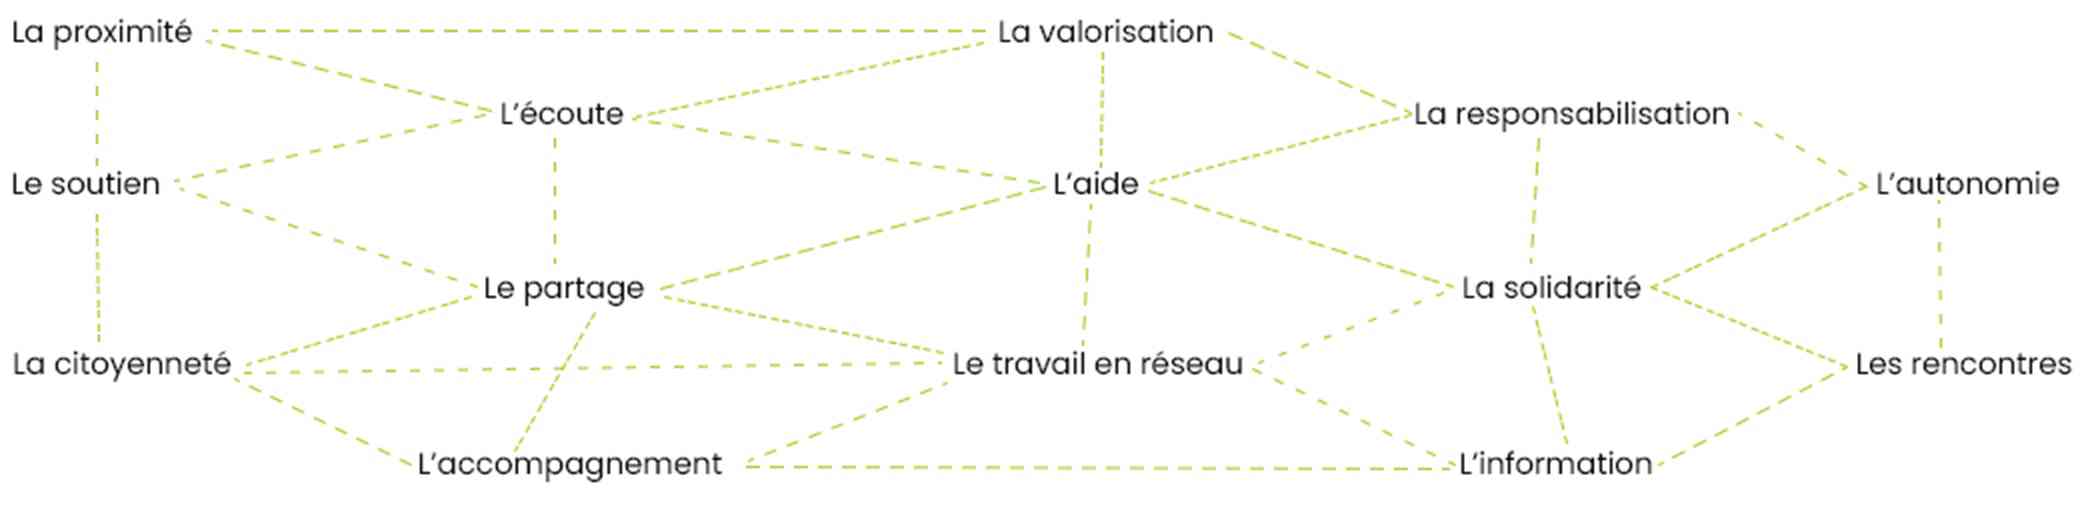 La proximité
La valorisation
L’écoute
La responsabilisation
Le soutien
L’aide
L’autonomie
Le partage
La solidarité
La citoyenneté
Le travail en réseau
Les rencontres
L’accompagnement
L’information